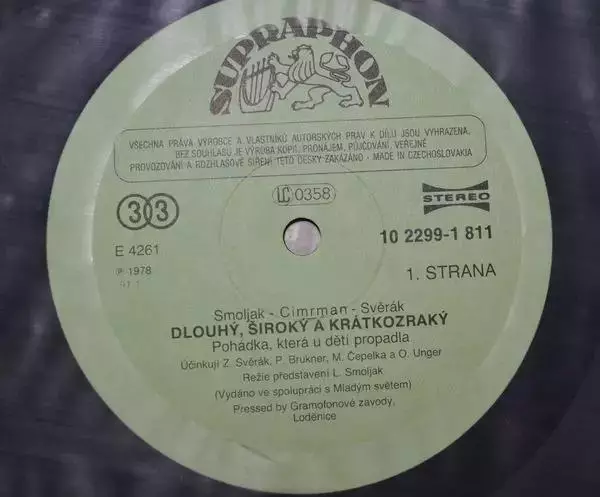 SUPRAPHON
VŠECHNA PRÁVA VÝROBCE A VLASTNÍKŮ AUTORSKÝCH PRÁV K DÍLU JSOU VYHRAZENA.
BEZ SOUHLASU JE VÝROBA KOPIÍ, PRONÁJEM, PŮJČOVÁNÍ, VEŘEJNÉ
PROVOZOVÁNÍ A ROZHLASOVÉ ŠÍŘENÍ TÉTO DESKY ZAKÁZÁNO - MADE IN CZECHOSLOVAKIA
33
LC 0358
STEREO
E 4261
10 2299-1 811
Ⓟ 1978
1. STRANA
Smoljak - Cimrman - Svěrák
DLOUHÝ, ŠIROKÝ A KRÁTKOZRAKÝ
Pohádka, která u dětí propadla
Účinkují Z. Svěrák, P. Brukner, M. Čepelka a O. Unger
Režie představení L. Smoljak
(Vydáno ve spolupráci s Mladým světem)
Pressed by Gramofonové závody,
Loděnice